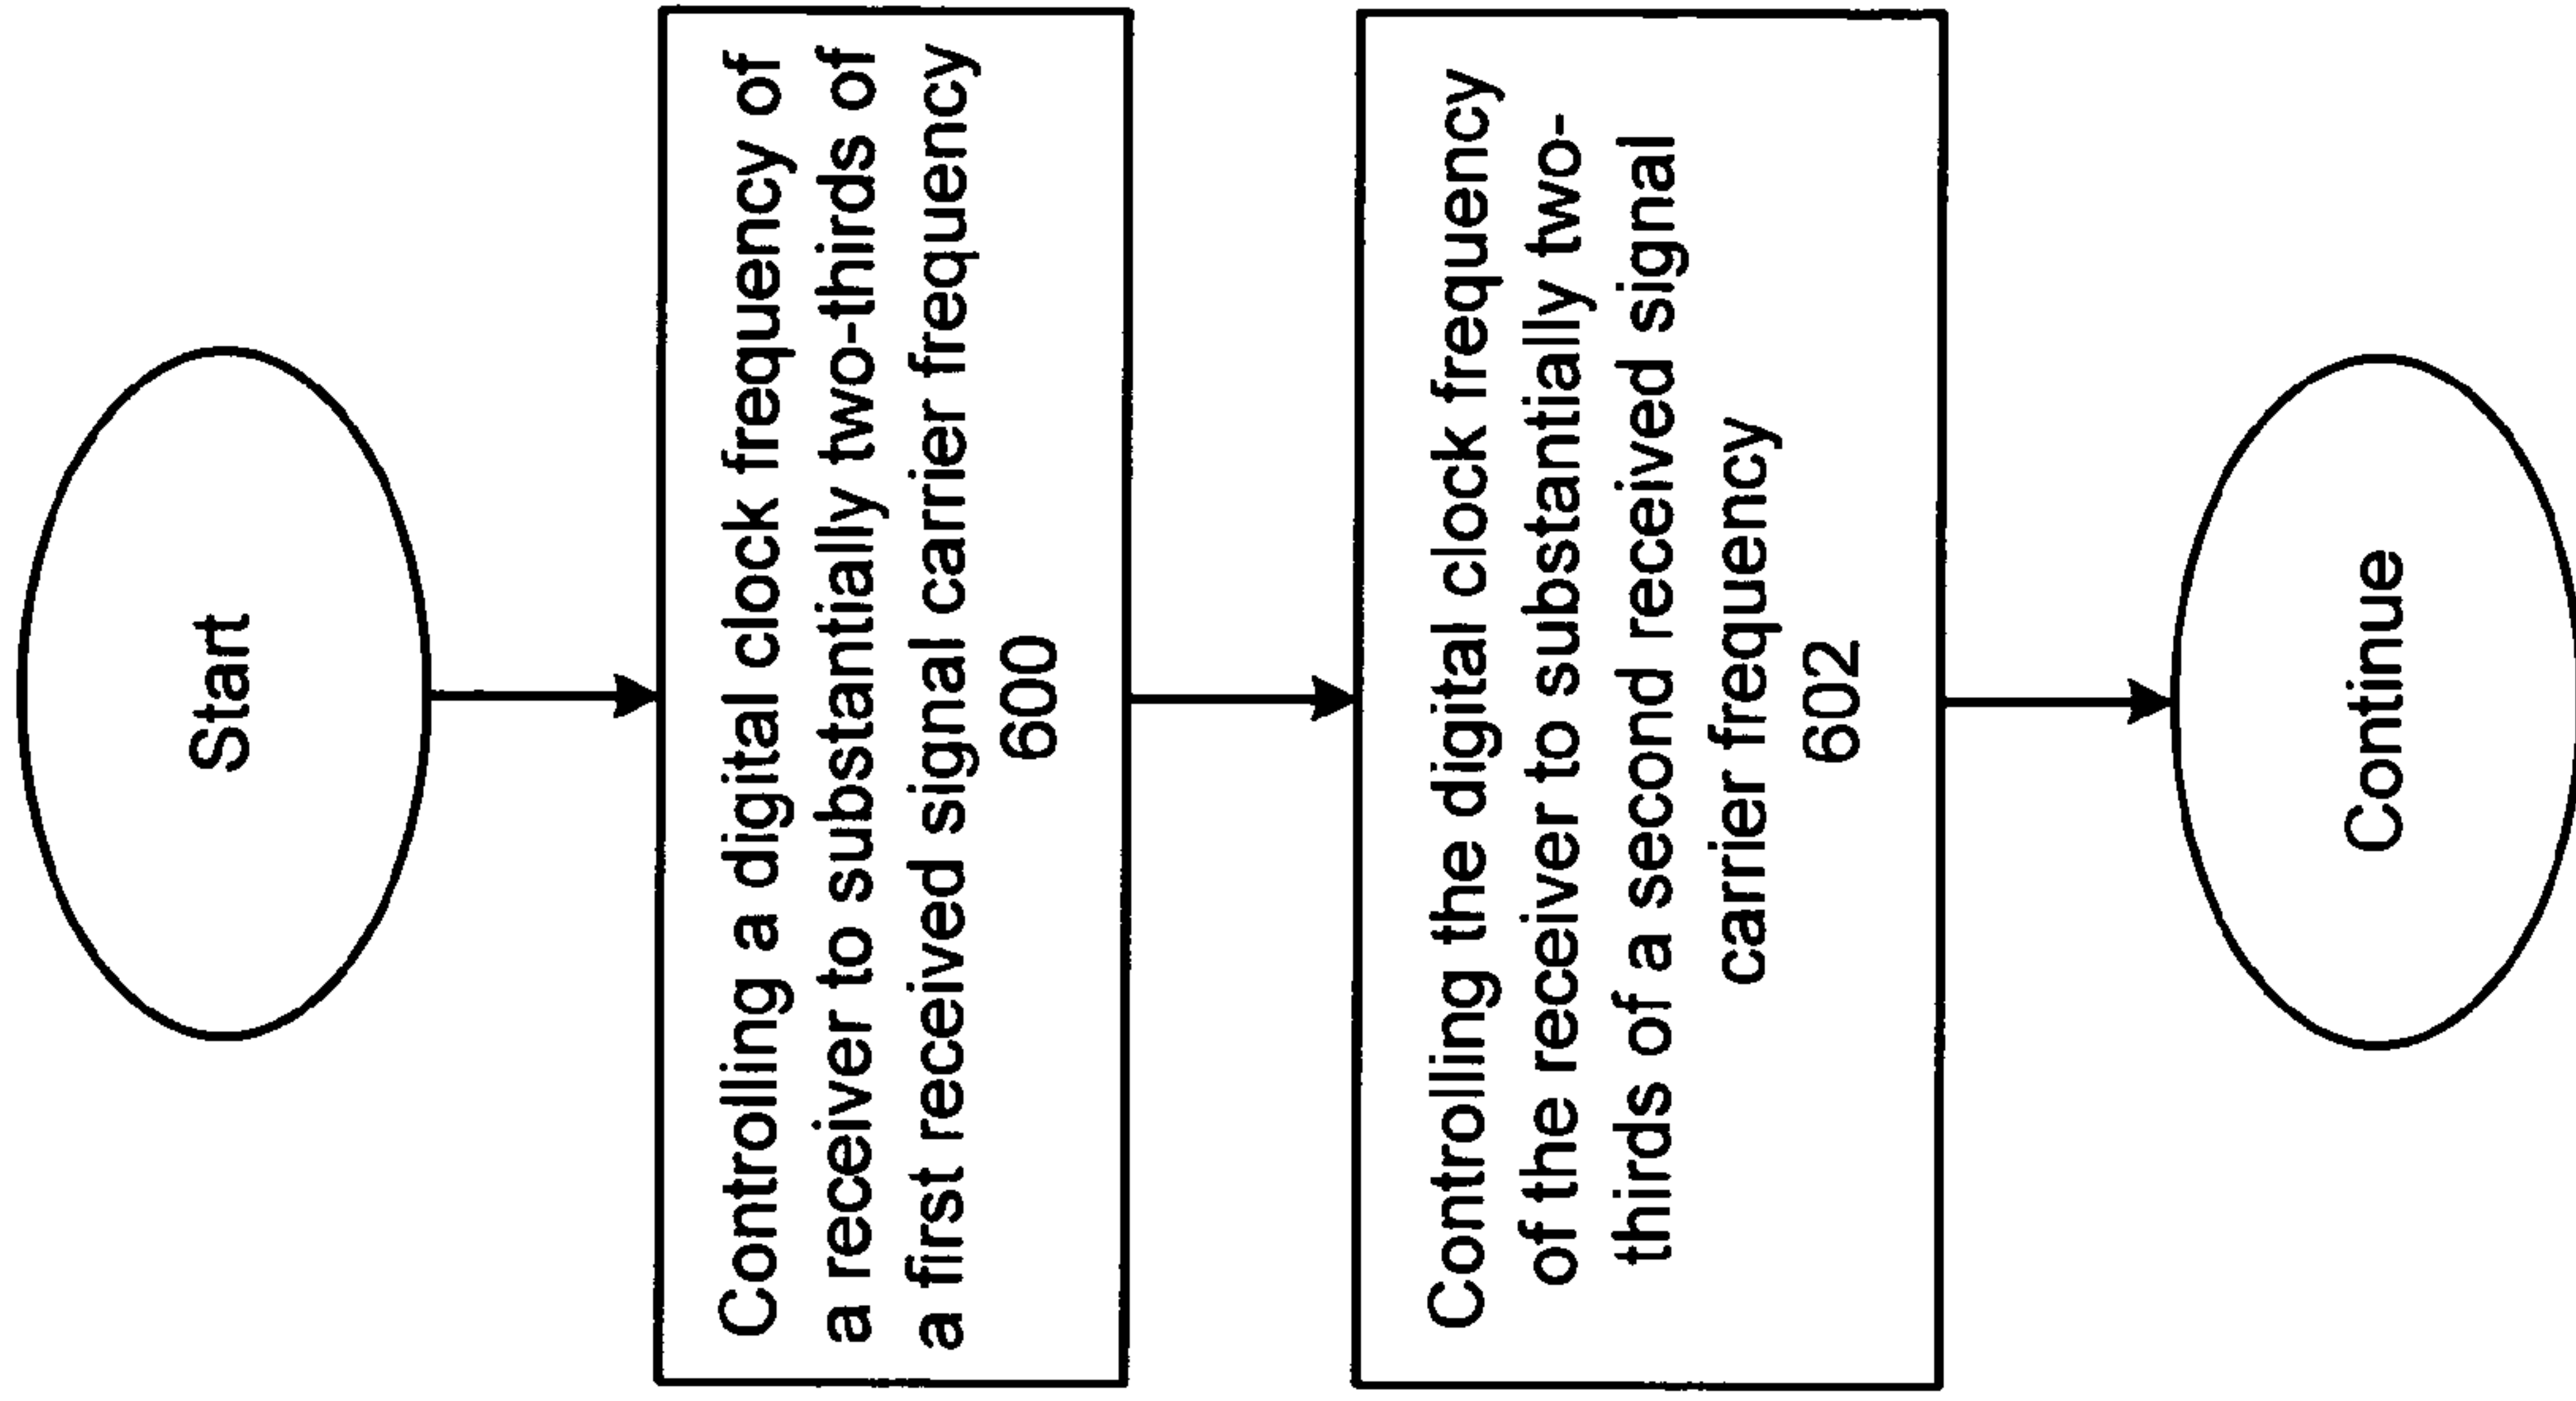 Start
Controlling a digital clock frequency of
a receiver to substantially two-thirds of
a first received signal carrier frequency
600
Controlling the digital clock frequency
of the receiver to substantially two-
thirds of a second received signal
carrier frequency
602
Continue